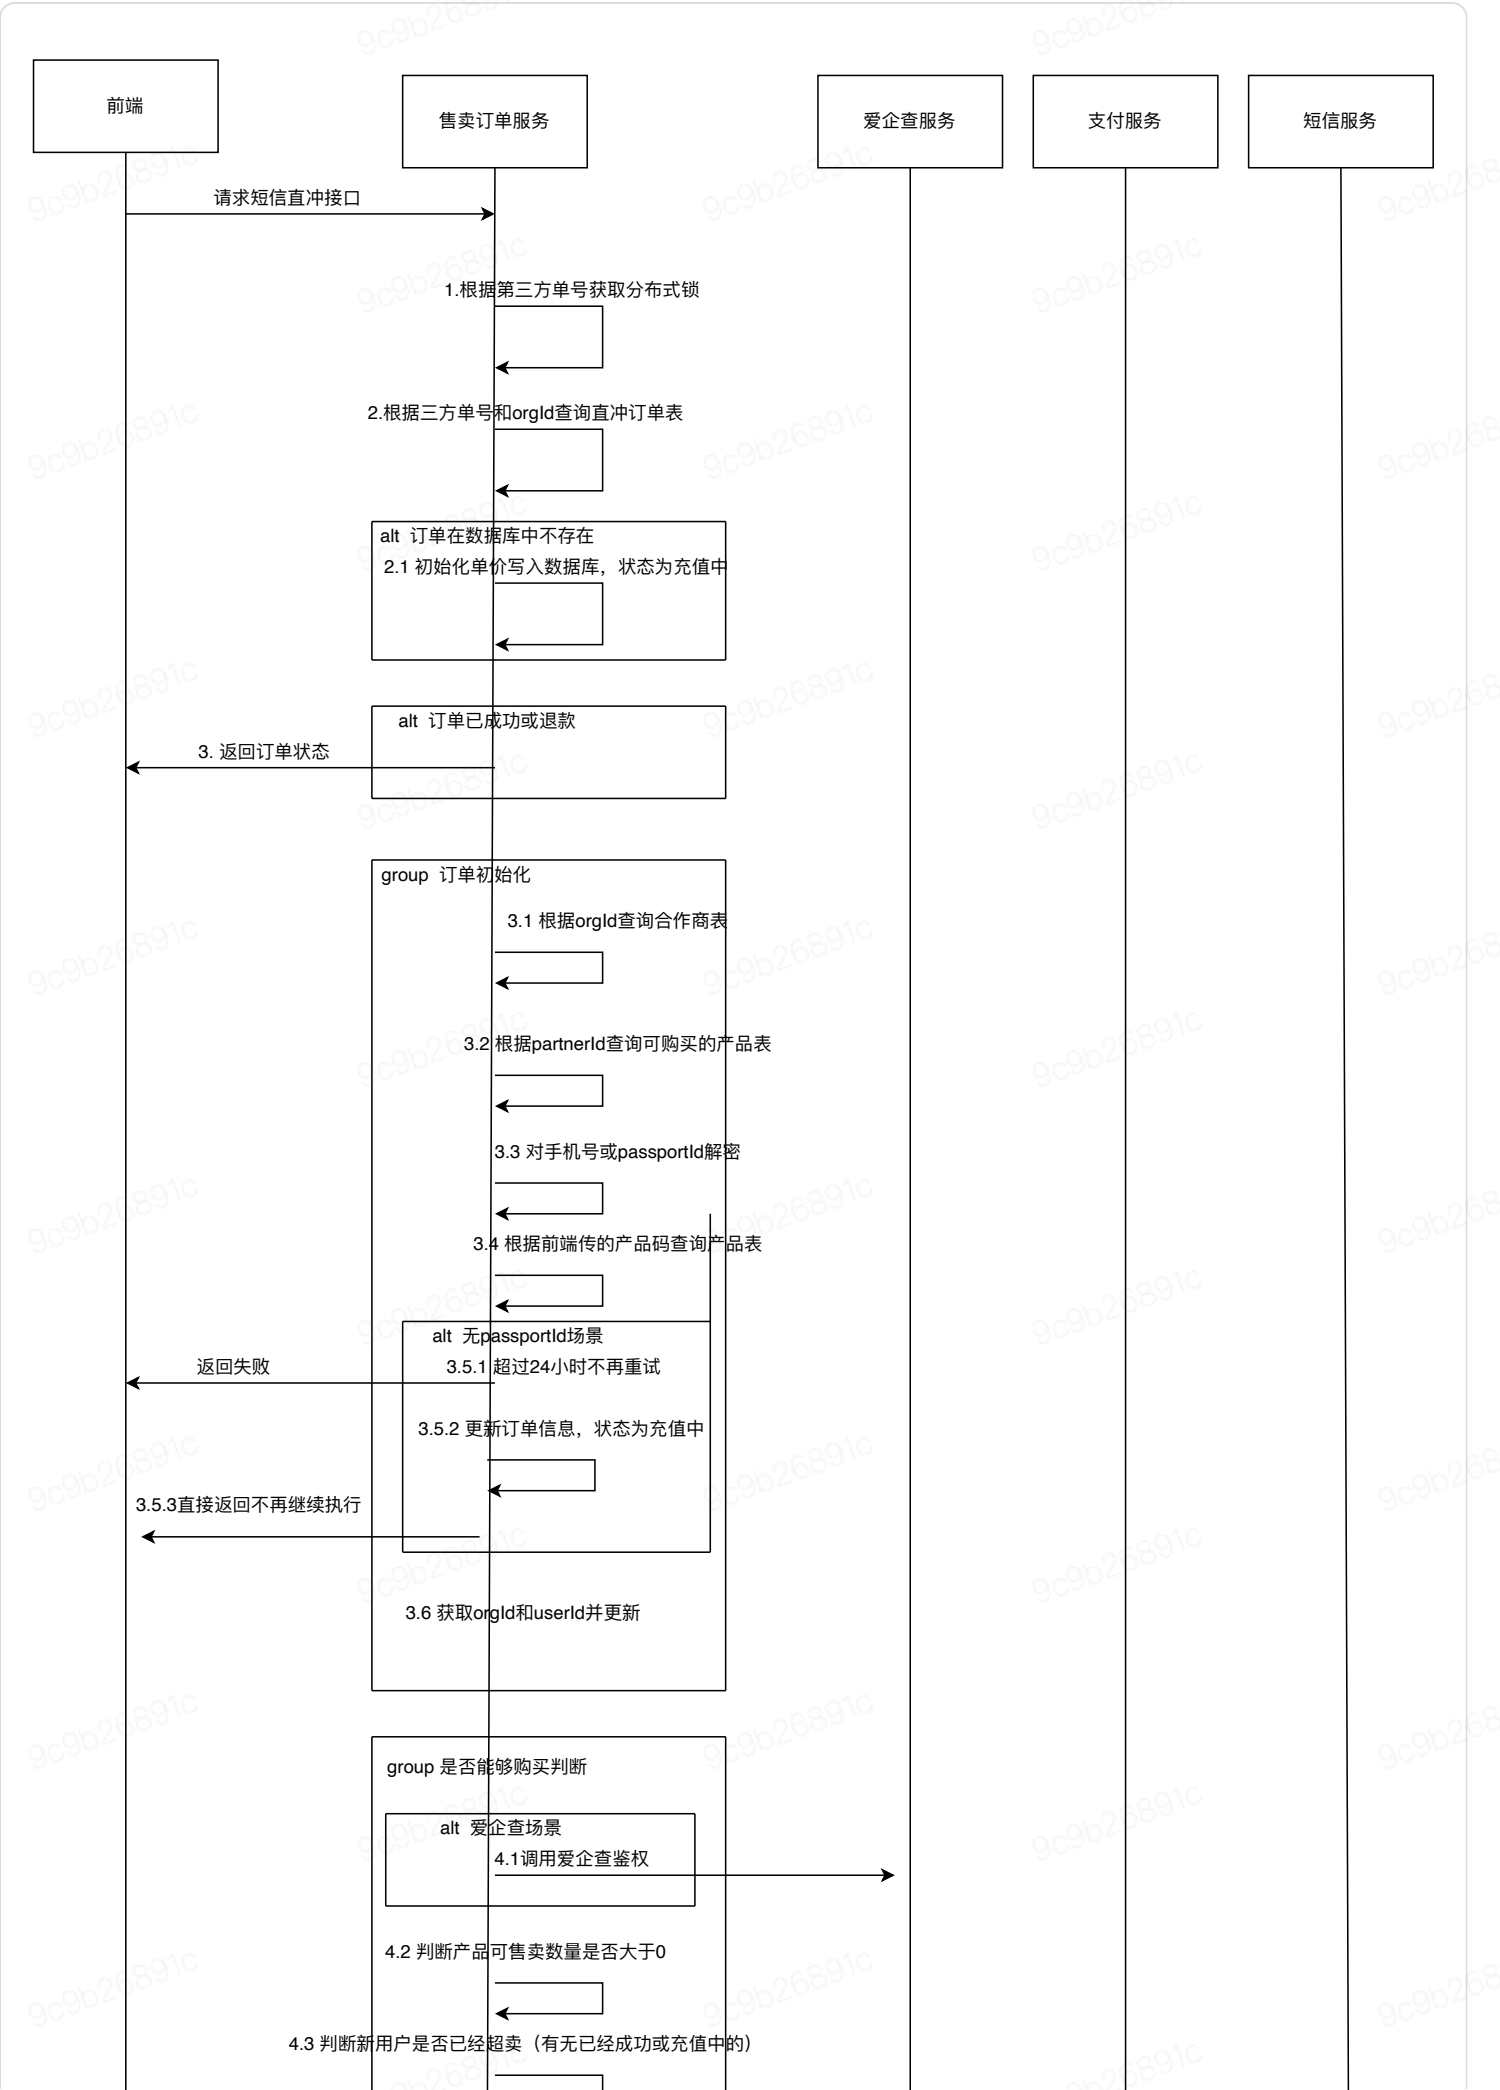 前端
售卖订单服务
爱企查服务
支付服务
短信服务
请求短信直冲接口
1.根据第三方单号获取分布式锁
2.根据三方单号和orgId查询直冲订单表
alt 订单在数据库中不存在
2.1 初始化单价写入数据库，状态为充值中
alt 订单已成功或退款
3. 返回订单状态
group 订单初始化
3.1 根据orgId查询合作商表
3.2 根据partnerId查询可购买的产品表
3.3 对手机号或passportId解密
3.4 根据前端传的产品码查询产品表
alt 无passportId场景
返回失败
3.5.1 超过24小时不再重试
3.5.2 更新订单信息，状态为充值中
3.5.3直接返回不再继续执行
3.6 获取orgId和userId并更新
group 是否能够购买判断
alt 爱企查场景
4.1调用爱企查鉴权
4.2 判断产品可售卖数量是否大于0
4.3 判断新用户是否已经超卖（有无已经成功或充值中的）
9c9b26891c